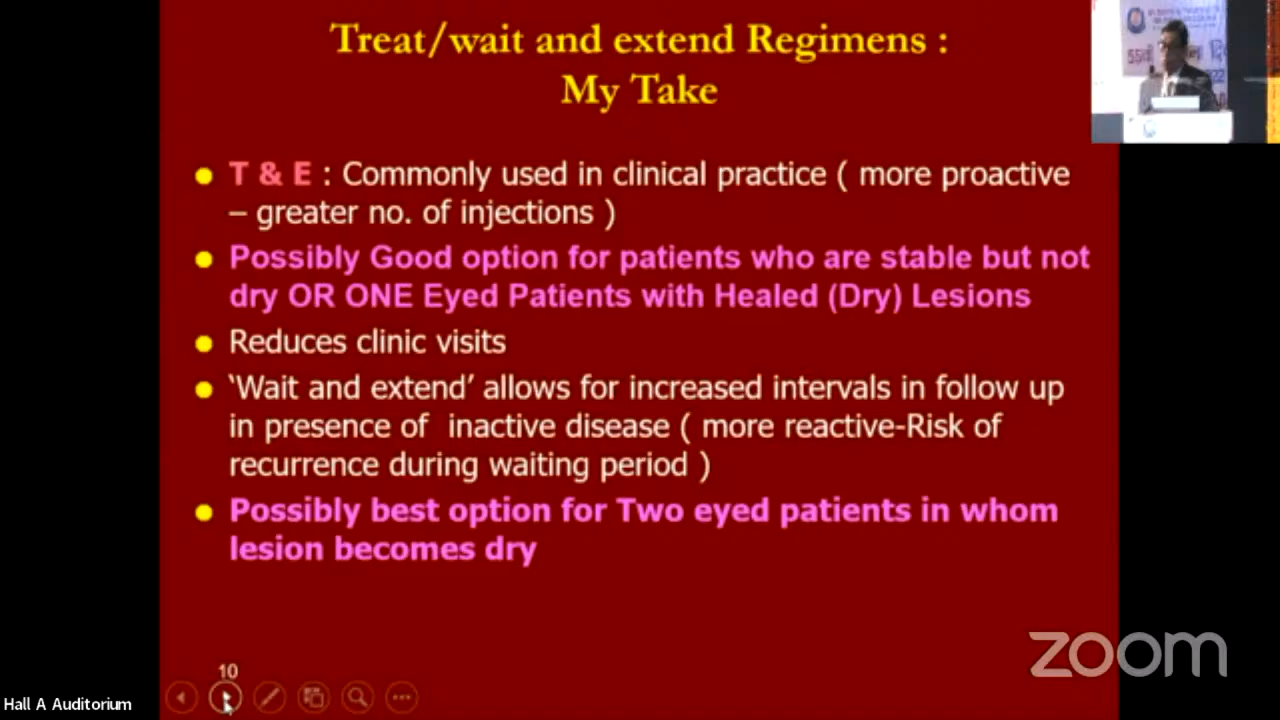 Treat/wait and extend Regimens :
My Take
T & E : Commonly used in clinical practice ( more proactive
– greater no. of injections )
Possibly Good option for patients who are stable but not
dry OR ONE Eyed Patients with Healed (Dry) Lesions
Reduces clinic visits
‘Wait and extend’ allows for increased intervals in follow up
in presence of inactive disease ( more reactive-Risk of
recurrence during waiting period )
Possibly best option for Two eyed patients in whom
lesion becomes dry
zoom
10
Hall A Auditorium